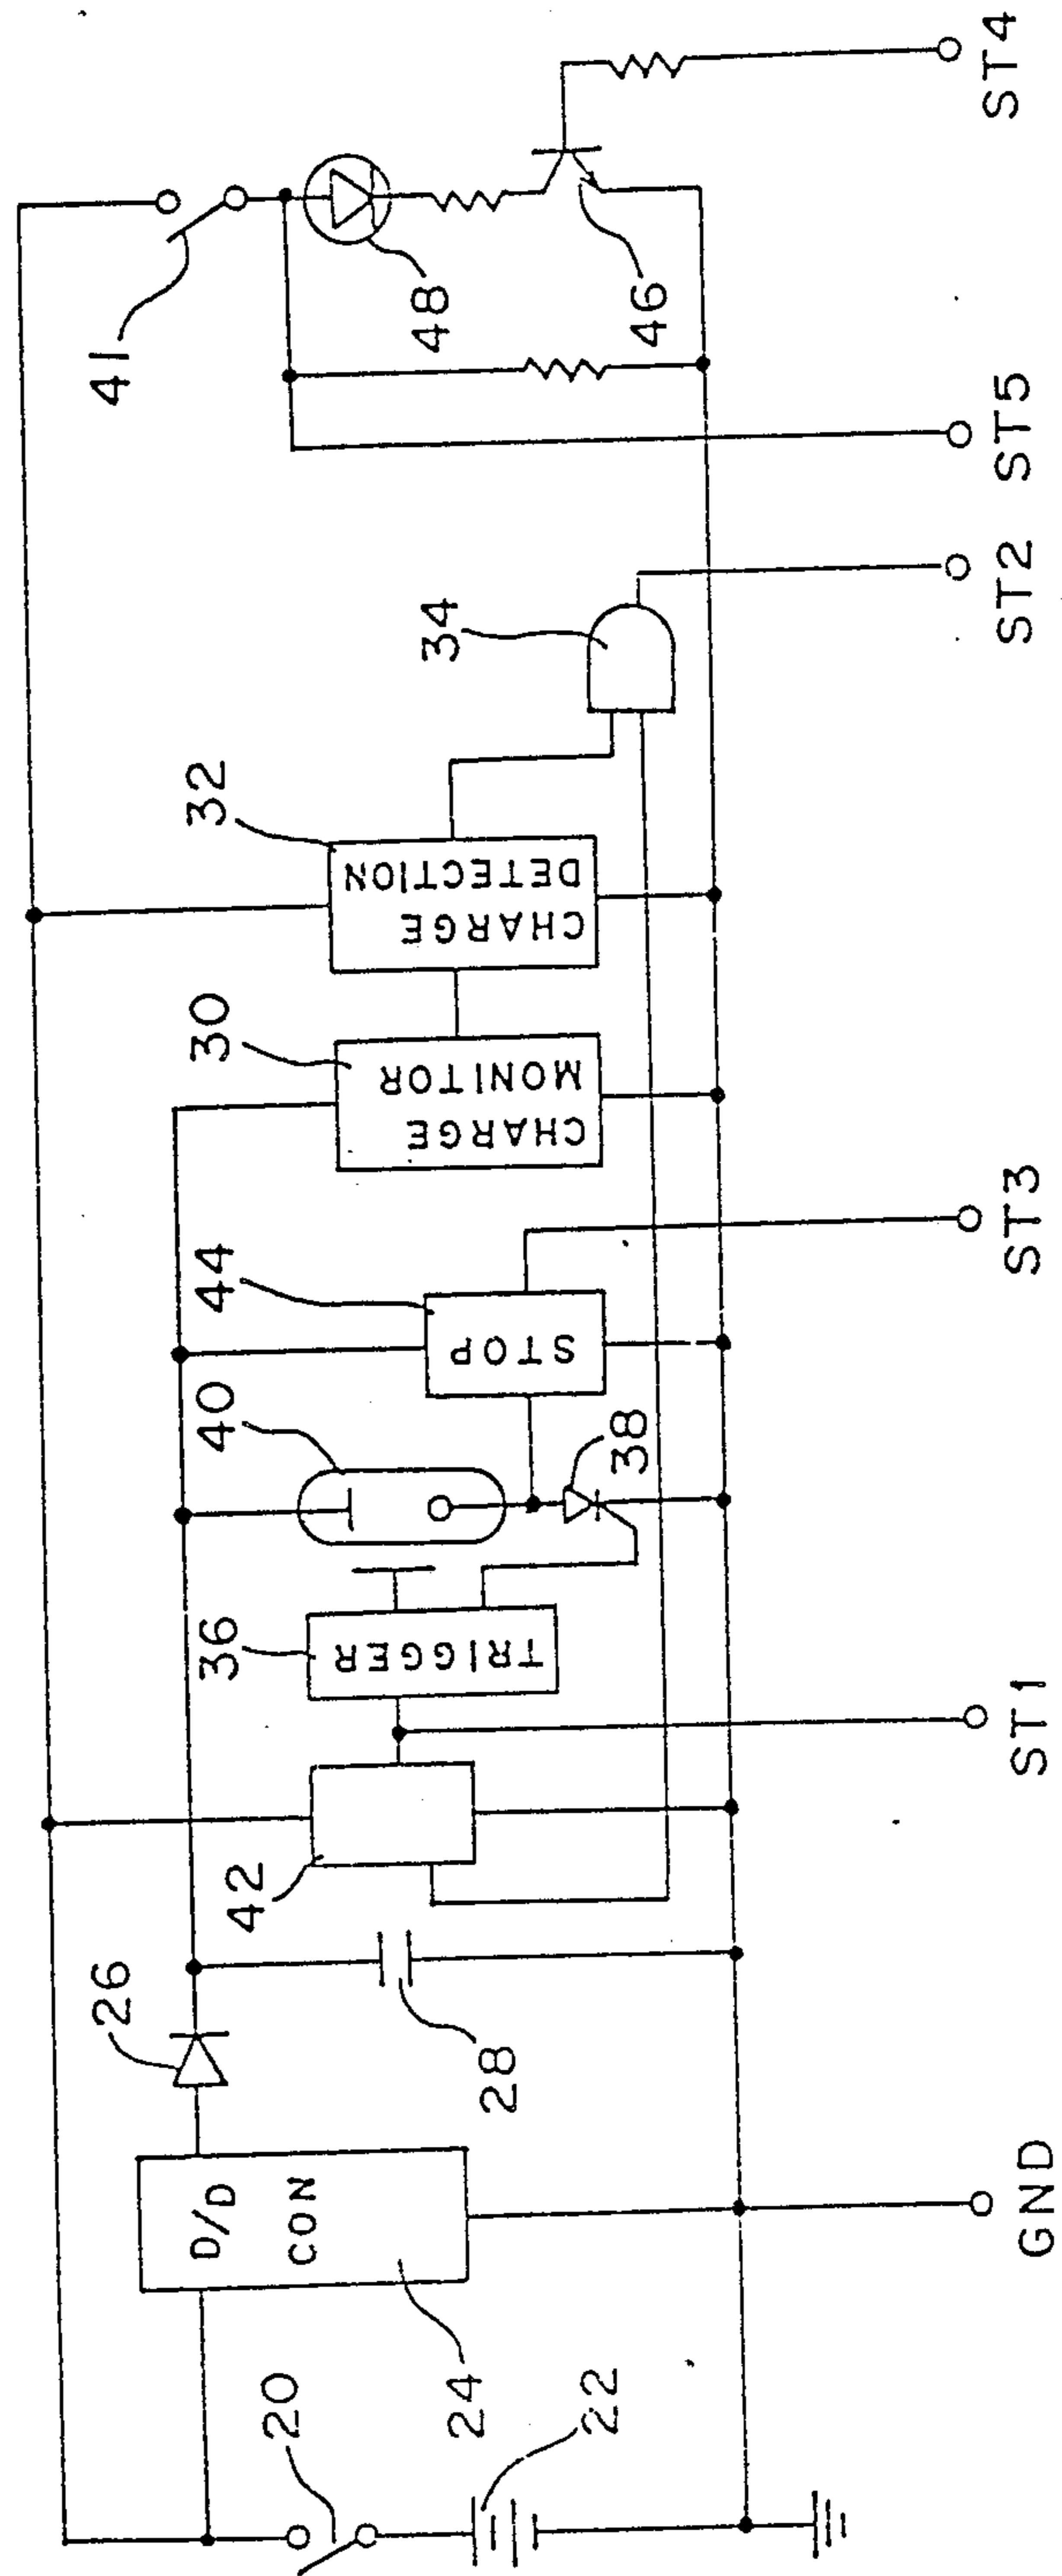 41
48
46
ST4
ST5
34
ST2
32
CHARGE
DETECTION
30
CHARGE
MONITOR
44
STOP
ST3
40
38
36
TRIGGER
ST1
42
26
28
D/D
CON
24
GND
20
22